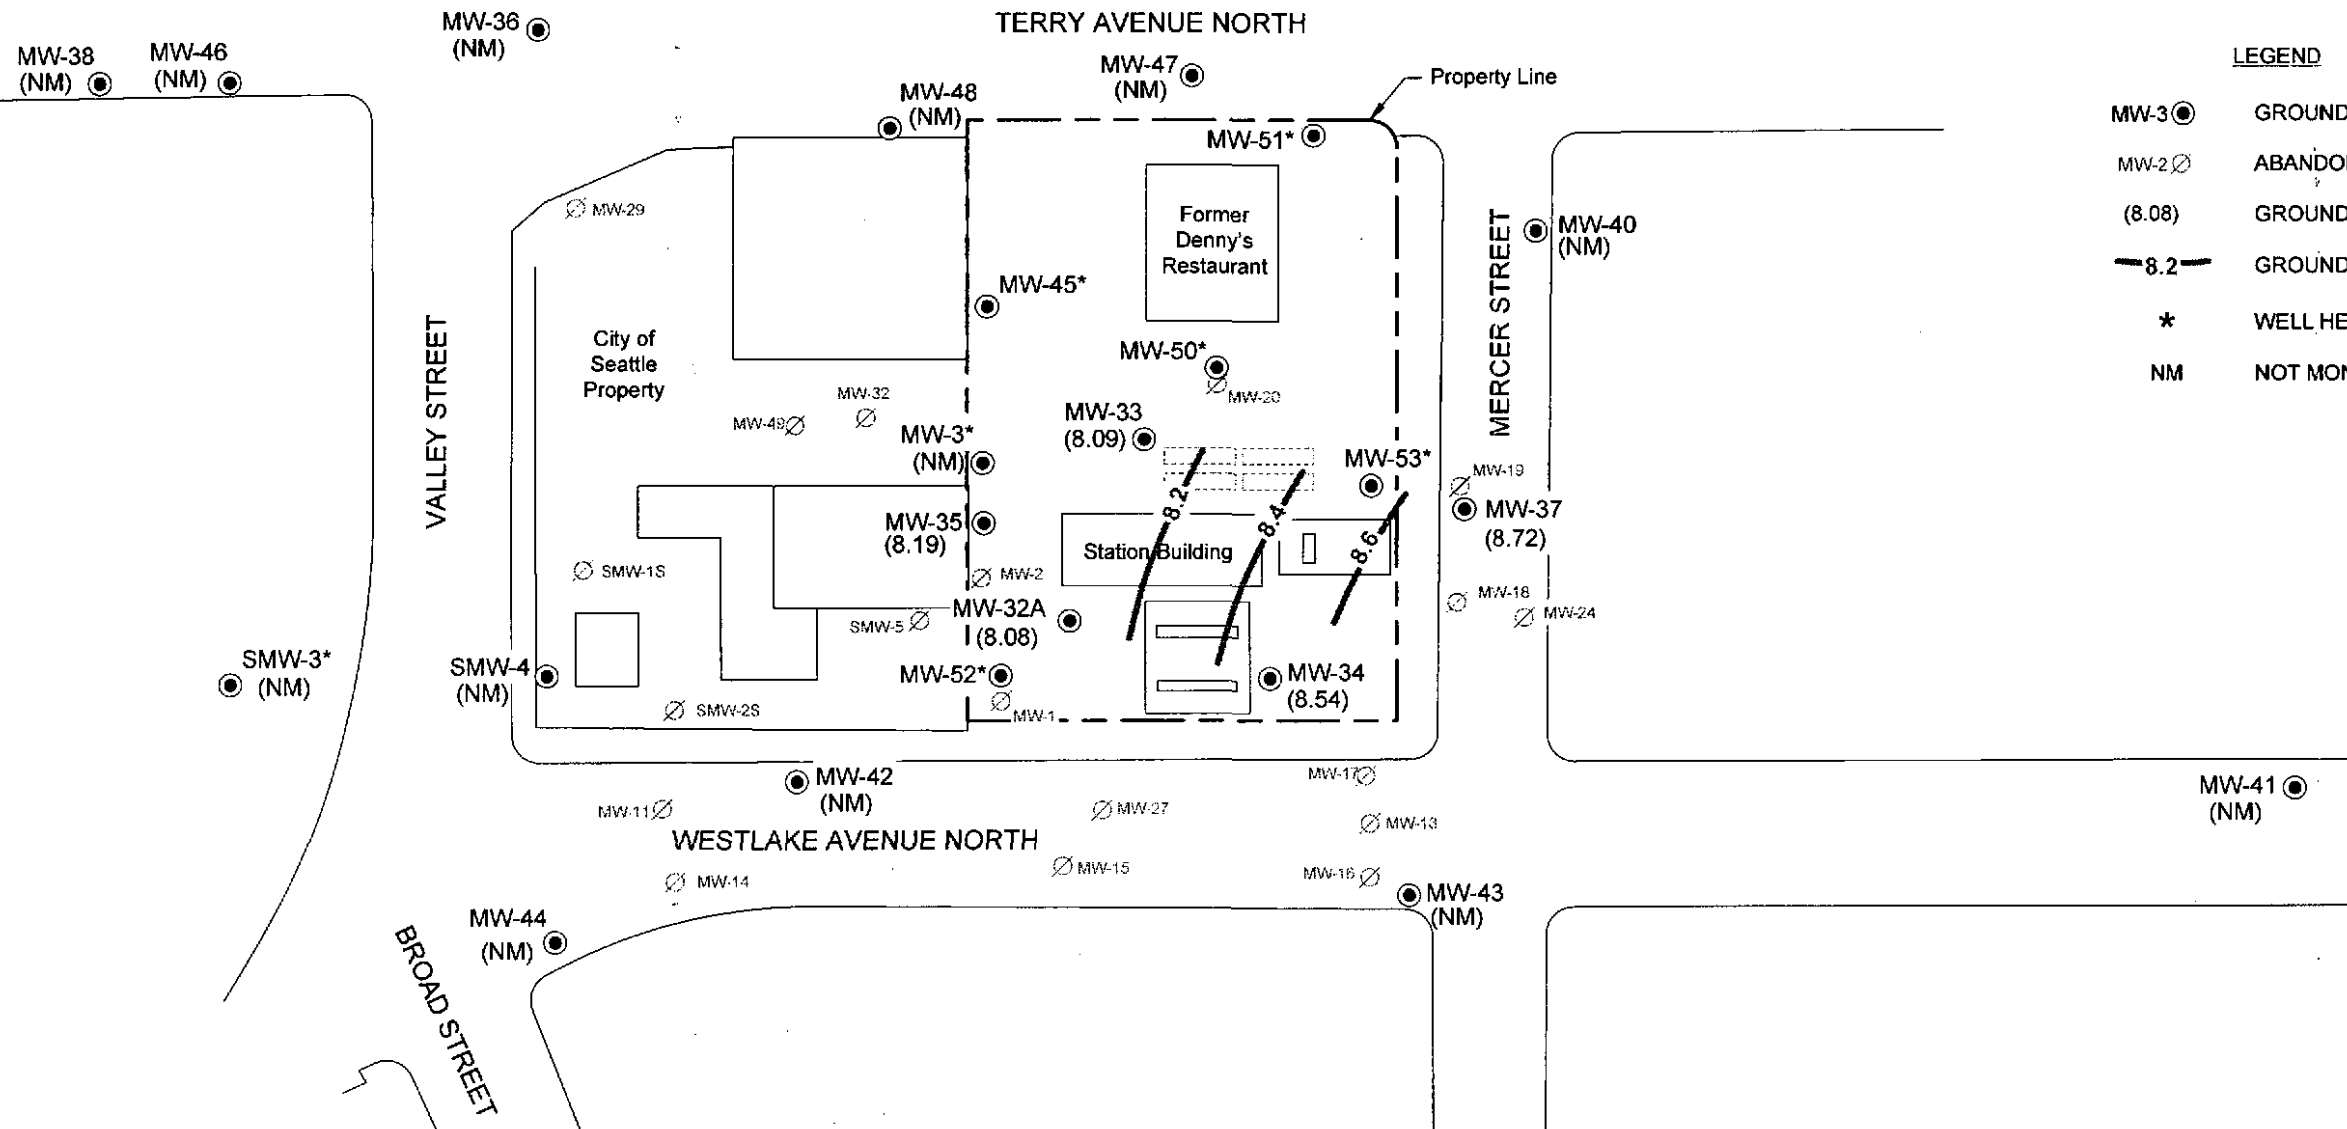 TERRY AVENUE NORTH
MW-36
(NM)
MW-38
(NM)
MW-46
(NM)
MW-47
(NM)
Property Line
MW-48
(NM)
MW-51*
LEGEND
MW-3 GROUND
MW-2 ABANDO
(8.08) GROUND
8.2 GROUND
* WELL HE
NM NOT MON
MW-29
Former
Denny's
Restaurant
MERCER STREET
MW-40
(NM)
MW-45*
VALLEY STREET
City of
Seattle
Property
MW-50*
MW-20
MW-32
MW-49
MW-33
(8.09)
MW-3*
(NM)
MW-53*
MW-19
MW-37
(8.72)
MW-35
(8.19)
8.2
8.4
8.6
Station Building
SMW-1S
MW-2
MW-18
MW-24
MW-32A
(8.08)
SMW-5
SMW-3*
(NM)
SMW-4
(NM)
MW-52*
MW-34
(8.54)
SMW-2S
MW-1
MW-42
(NM)
MW-17
MW-41
(NM)
MW-11
MW-27
MW-13
WESTLAKE AVENUE NORTH
MW-14
MW-15
MW-16
MW-43
(NM)
MW-44
(NM)
BROAD STREET